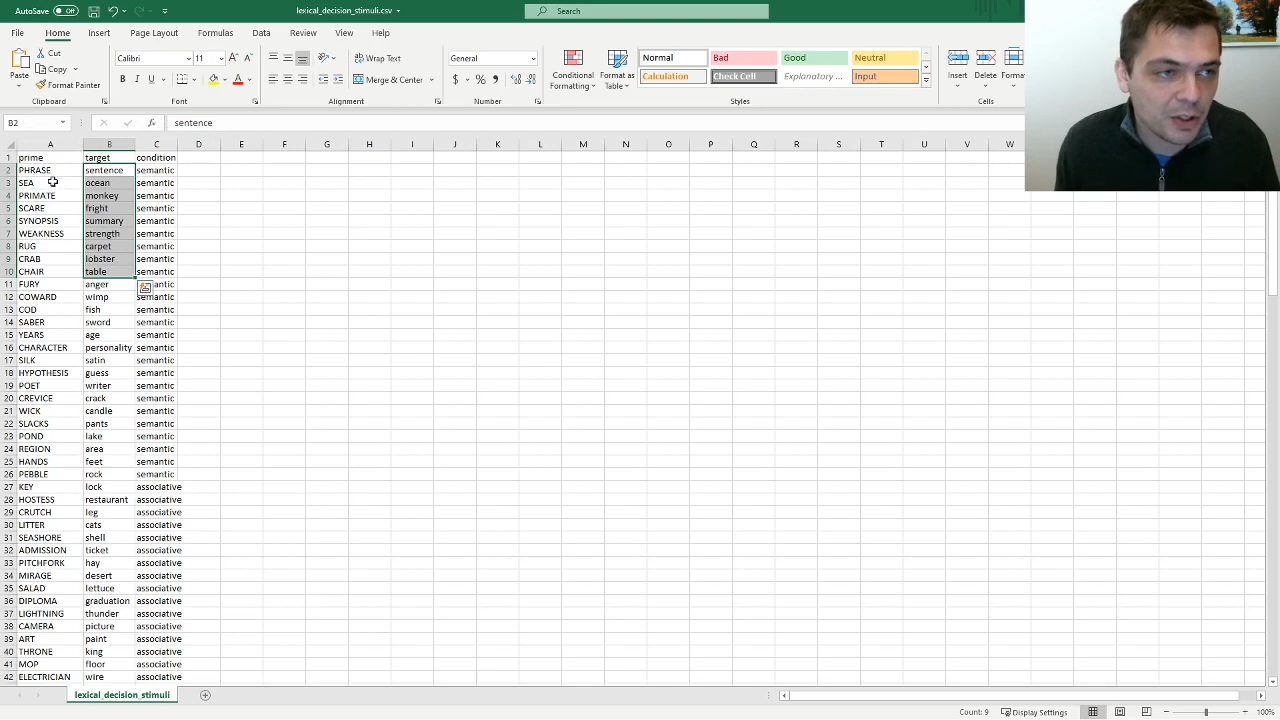 AutoSave Off lexical_decision_stimuli.csv Search
File Home Insert Page Layout Formulas Data Review View Help
Paste Cut Copy Format Painter Clipboard
Calibri 11 A A B I U A Font
Wrap Text Merge & Center Alignment
General $ % Number
Conditional Formatting Format as Table
Normal Bad Good Neutral
Calculation Check Cell Explanatory ... Input
Styles
Insert Delete Forma
Cells
B2 fx sentence
A B C D E F G H I J K L M N O P Q R S T U V W X Y Z AA AB
1 prime target condition
2 PHRASE sentence semantic
3 SEA ocean semantic
4 PRIMATE monkey semantic
5 SCARE fright semantic
6 SYNOPSIS summary semantic
7 WEAKNESS strength semantic
8 RUG carpet semantic
9 CRAB lobster semantic
10 CHAIR table semantic
11 FURY anger antic
12 COWARD wimp semantic
13 COD fish semantic
14 SABER sword semantic
15 YEARS age semantic
16 CHARACTER personality semantic
17 SILK satin semantic
18 HYPOTHESIS guess semantic
19 POET writer semantic
20 CREVICE crack semantic
21 WICK candle semantic
22 SLACKS pants semantic
23 POND lake semantic
24 REGION area semantic
25 HANDS feet semantic
26 PEBBLE rock semantic
27 KEY lock associative
28 HOSTESS restaurant associative
29 CRUTCH leg associative
30 LITTER cats associative
31 SEASHORE shell associative
32 ADMISSION ticket associative
33 PITCHFORK hay associative
34 MIRAGE desert associative
35 SALAD lettuce associative
36 DIPLOMA graduation associative
37 LIGHTNING thunder associative
38 CAMERA picture associative
39 ART paint associative
40 THRONE king associative
41 MOP floor associative
42 ELECTRICIAN wire associative
lexical_decision_stimuli
Count: 9 Display Settings 100%